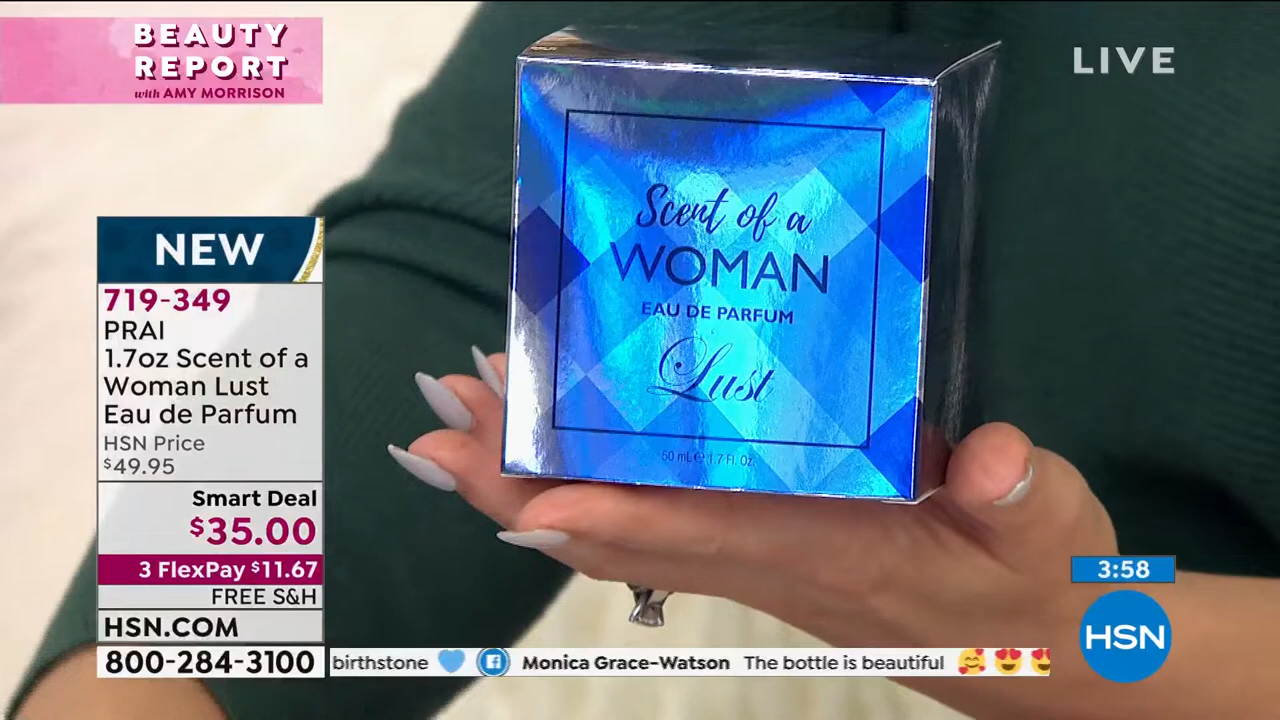 BEAUTY
REPORT
with AMY MORRISON
LIVE
Scent of a
WOMAN
EAU DE PARFUM
Lust
50 mL e 1.7 Fl. Oz.
NEW
719-349
PRAI
1.7oz Scent of a
Woman Lust
Eau de Parfum
HSN Price
$49.95
Smart Deal
$35.00
3 FlexPay $11.67
FREE S&H
HSN.COM
800-284-3100
birthstone 💙 Monica Grace-Watson The bottle is beautiful 🥰😍😍
3:58
HSN